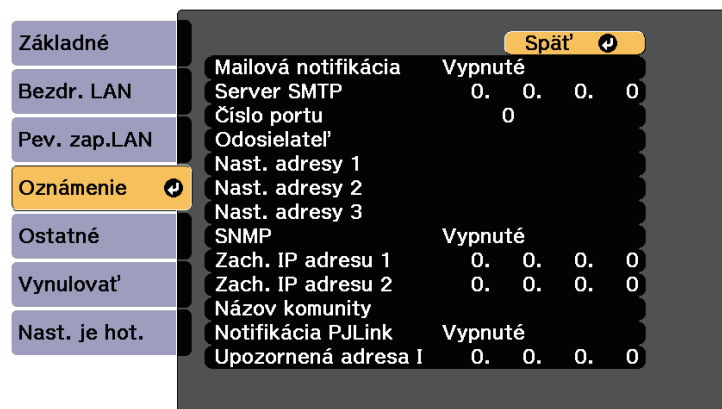 Základné
Bezdr. LAN
Pev. zap.LAN
Oznámenie
Ostatné
Vynulovať
Nast. je hot.
Späť
Mailová notifikácia Vypnuté
Server SMTP 0. 0. 0. 0
Číslo portu 0
Odosielateľ
Nast. adresy 1
Nast. adresy 2
Nast. adresy 3
SNMP Vypnuté
Zach. IP adresu 1 0. 0. 0. 0
Zach. IP adresu 2 0. 0. 0. 0
Názov komunity
Notifikácia PJLink Vypnuté
Upozornená adresa I 0. 0. 0. 0